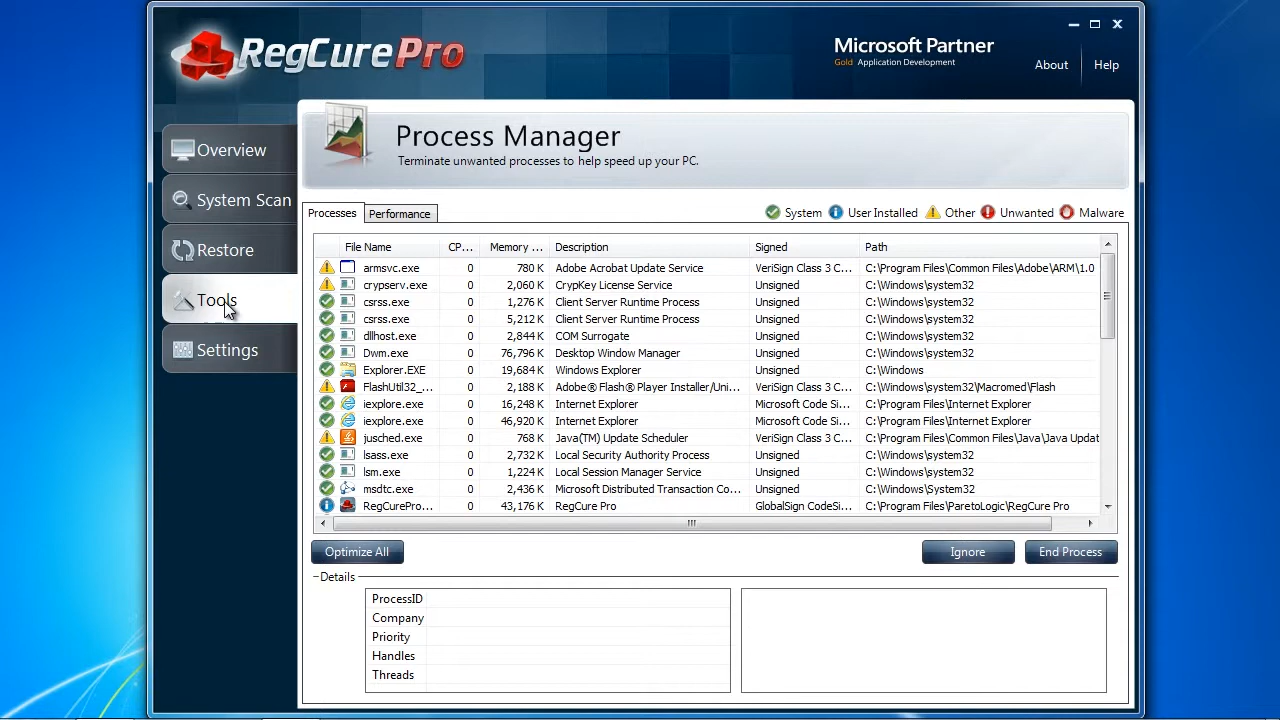 RegCure Pro
Microsoft Partner
Gold Application Development
About Help
Overview
System Scan
Restore
Tools
Settings
Process Manager
Terminate unwanted processes to help speed up your PC.
Processes Performance
System User Installed Other Unwanted Malware
File Name CP... Memory ... Description Signed Path
armsvc.exe 0 780 K Adobe Acrobat Update Service VeriSign Class 3 C... C:\Program Files\Common Files\Adobe\ARM\1.0
crypserv.exe 0 2,060 K CrypKey License Service Unsigned C:\Windows\system32
csrss.exe 0 1,276 K Client Server Runtime Process Unsigned C:\Windows\system32
csrss.exe 0 5,212 K Client Server Runtime Process Unsigned C:\Windows\system32
dllhost.exe 0 2,844 K COM Surrogate Unsigned C:\Windows\system32
Dwm.exe 0 76,796 K Desktop Window Manager Unsigned C:\Windows\system32
Explorer.EXE 0 19,684 K Windows Explorer Unsigned C:\Windows
FlashUtil32_... 0 2,188 K Adobe® Flash® Player Installer/Uni... VeriSign Class 3 C... C:\Windows\system32\Macromed\Flash
iexplore.exe 0 16,248 K Internet Explorer Microsoft Code Si... C:\Program Files\Internet Explorer
iexplore.exe 0 46,920 K Internet Explorer Microsoft Code Si... C:\Program Files\Internet Explorer
jusched.exe 0 768 K Java(TM) Update Scheduler VeriSign Class 3 C... C:\Program Files\Common Files\Java\Java Updat
lsass.exe 0 2,732 K Local Security Authority Process Unsigned C:\Windows\system32
lsm.exe 0 1,224 K Local Session Manager Service Unsigned C:\Windows\system32
msdtc.exe 0 2,436 K Microsoft Distributed Transaction Co... Unsigned C:\Windows\System32
RegCurePro... 0 43,176 K RegCure Pro GlobalSign CodeSi... C:\Program Files\ParetoLogic\RegCure Pro
Optimize All Ignore End Process
Details
ProcessID
Company
Priority
Handles
Threads